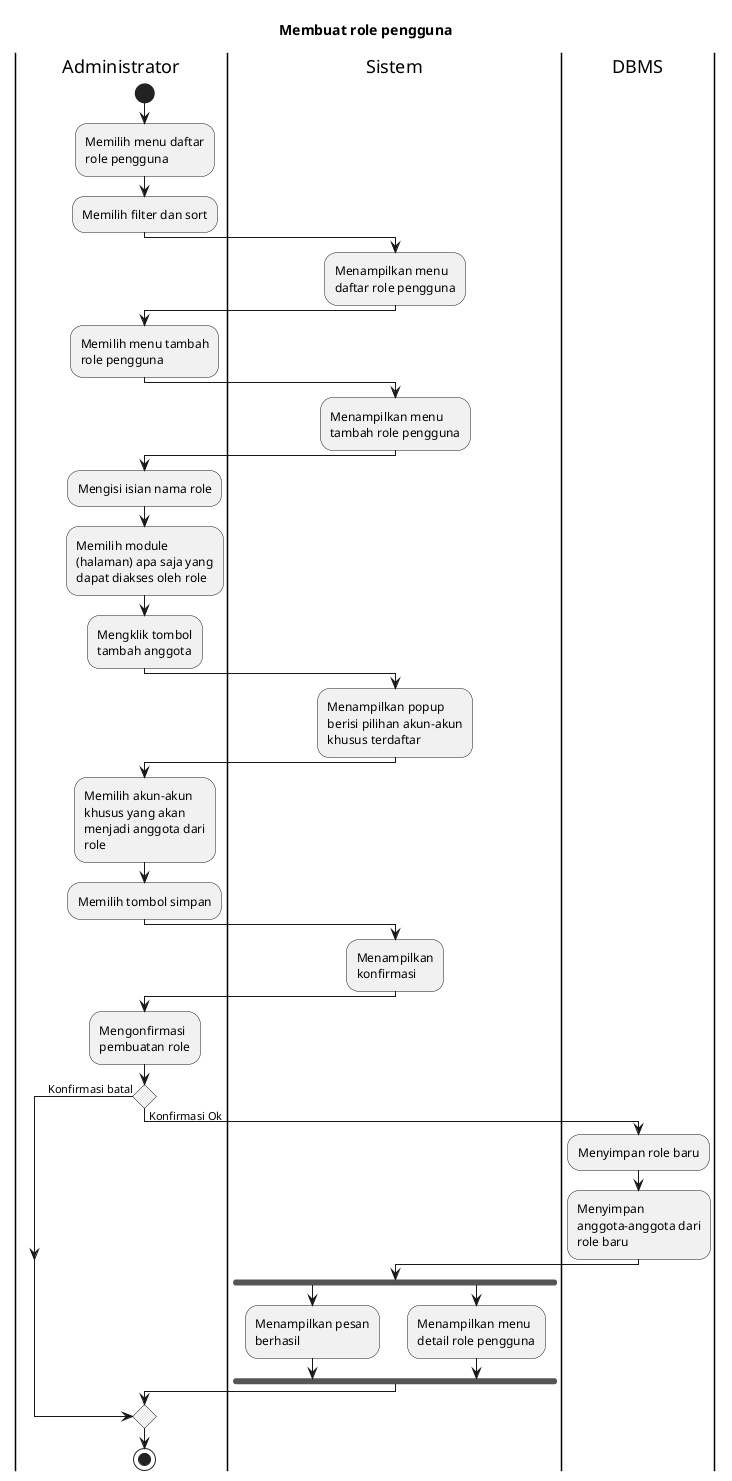 Membuat role pengguna
Administrator
Sistem
DBMS
Memilih menu daftar
role pengguna
Memilih filter dan sort
Menampilkan menu
daftar role pengguna
Memilih menu tambah
role pengguna
Menampilkan menu
tambah role pengguna
Mengisi isian nama role
Memilih module
(halaman) apa saja yang
dapat diakses oleh role
Mengklik tombol
tambah anggota
Menampilkan popup
berisi pilihan akun-akun
khusus terdaftar
Memilih akun-akun
khusus yang akan
menjadi anggota dari
role
Memilih tombol simpan
Menampilkan
konfirmasi
Mengonfirmasi
pembuatan role
Konfirmasi batal
Konfirmasi Ok
Menyimpan role baru
Menyimpan
anggota-anggota dari
role baru
Menampilkan pesan
berhasil
Menampilkan menu
detail role pengguna